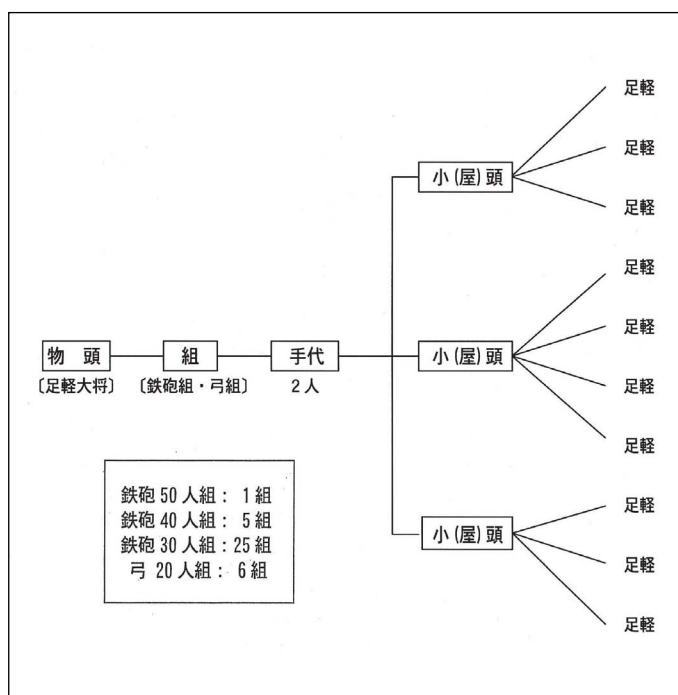 足軽
足軽
小(屋)頭
足軽
足軽
足軽
物 頭
組
手代
小(屋)頭
〔足軽大将〕
〔鉄砲組・弓組〕
2人
足軽
足軽
足軽
小(屋)頭
足軽
足軽
鉄砲50人組: 1組
鉄砲40人組: 5組
鉄砲30人組:25組
弓 20人組: 6組